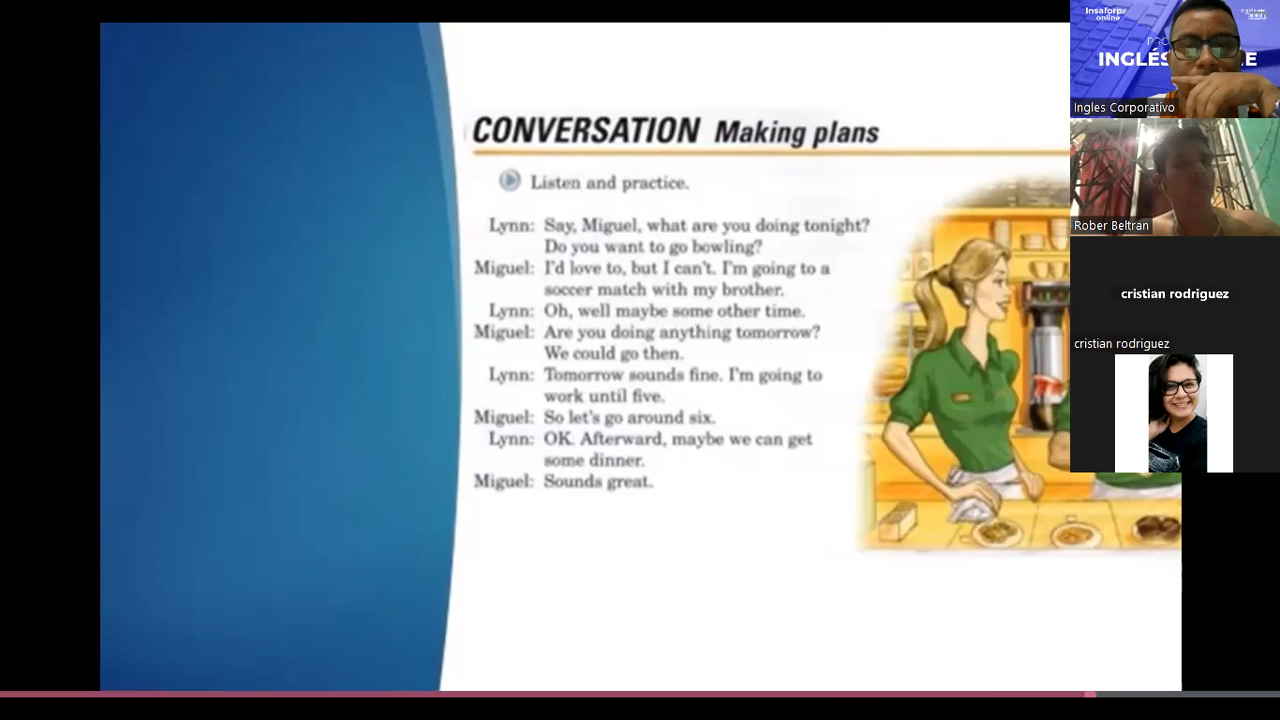 CONVERSATION Making plans
Listen and practice.
Lynn: Say, Miguel, what are you doing tonight?
Do you want to go bowling?
Miguel: I'd love to, but I can't. I'm going to a
soccer match with my brother.
Lynn: Oh, well maybe some other time.
Miguel: Are you doing anything tomorrow?
We could go then.
Lynn: Tomorrow sounds fine. I'm going to
work until five.
Miguel: So let's go around six.
Lynn: OK. Afterward, maybe we can get
some dinner.
Miguel: Sounds great.
Insaforp
online
PRO
INGLÉS E
Ingles Corporativo
Rober Beltran
cristian rodriguez
cristian rodriguez